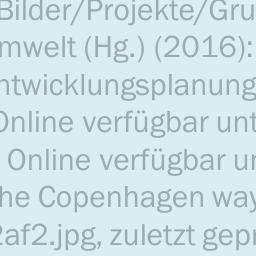 Bilder/Projekte/Gru
mwelt (Hg.) (2016):
ntwicklungsplanung
Online verfügbar unt
Online verfügbar un
he Copenhagen way
2af2.jpg, zuletzt gepr